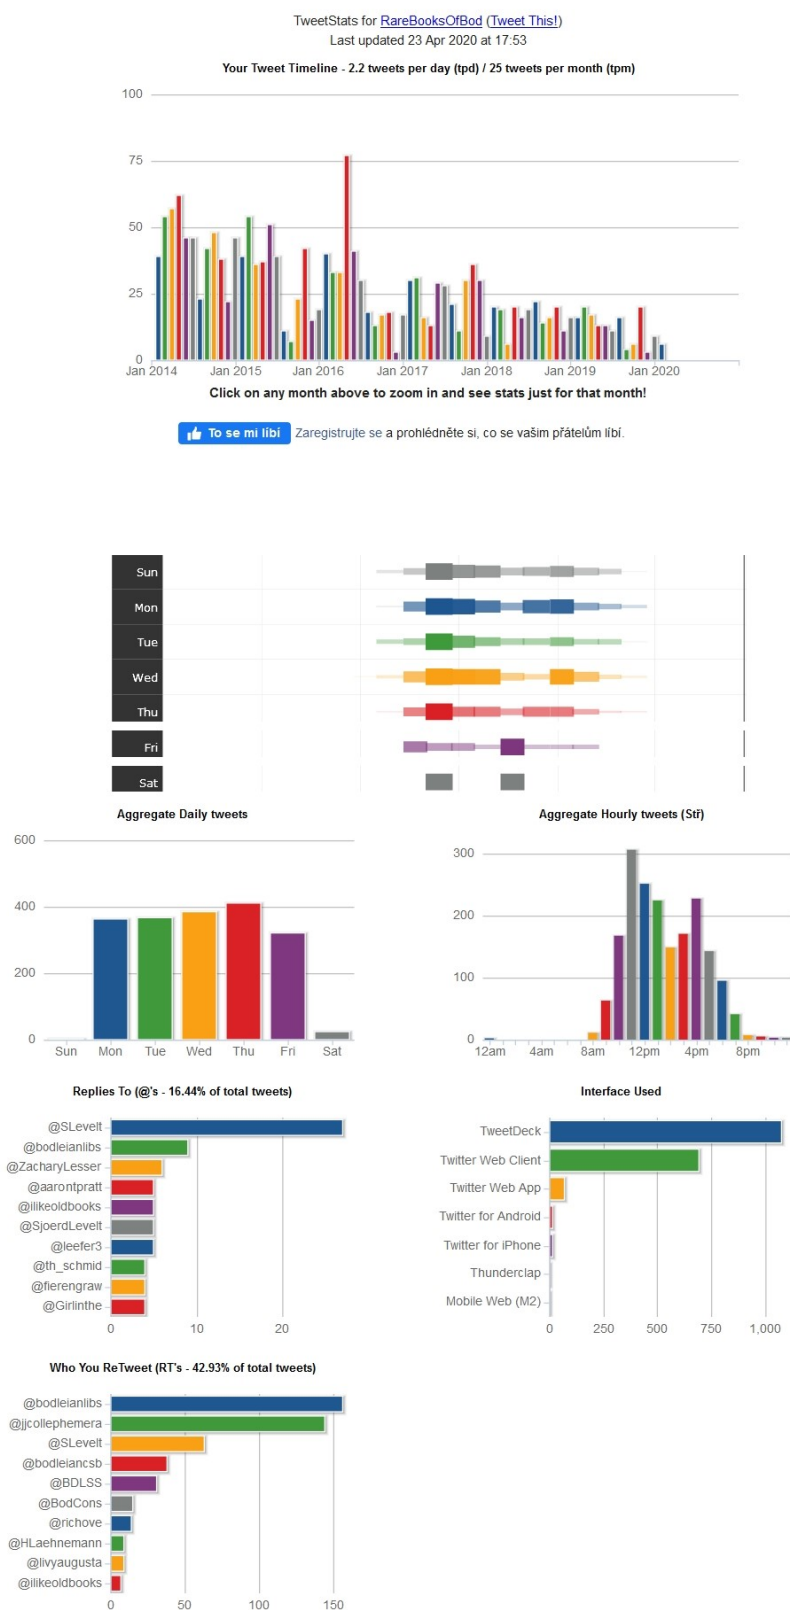 TweetStats for RareBooksOfBod (Tweet This!)
Last updated 23 Apr 2020 at 17:53
Your Tweet Timeline - 2.2 tweets per day (tpd) / 25 tweets per month (tpm)
100
75
50
25
0
Jan 2014 Jan 2015 Jan 2016 Jan 2017 Jan 2018 Jan 2019 Jan 2020
Click on any month above to zoom in and see stats just for that month!
To se mi líbí Zaregistrujte se a prohlédněte si, co se vašim přátelům líbí.
Sun
Mon
Tue
Wed
Thu
Fri
Sat
Aggregate Daily tweets
600
400
200
0
Sun Mon Tue Wed Thu Fri Sat
Aggregate Hourly tweets (Stř)
300
200
100
0
12am 4am 8am 12pm 4pm 8pm
Replies To (@'s - 16.44% of total tweets)
@SLevelt
@bodleianlibs
@ZacharyLesser
@aarontpratt
@ilikeoldbooks
@SjoerdLevelt
@leefer3
@th_schmid
@fierengraw
@Girlinthe
0 10 20
Interface Used
TweetDeck
Twitter Web Client
Twitter Web App
Twitter for Android
Twitter for iPhone
Thunderclap
Mobile Web (M2)
0 250 500 750 1,000
Who You ReTweet (RT's - 42.93% of total tweets)
@bodleianlibs
@jjcollephemera
@SLevelt
@bodleiancsb
@BDLSS
@BodCons
@richove
@HLaehnemann
@livyaugusta
@ilikeoldbooks
0 50 100 150